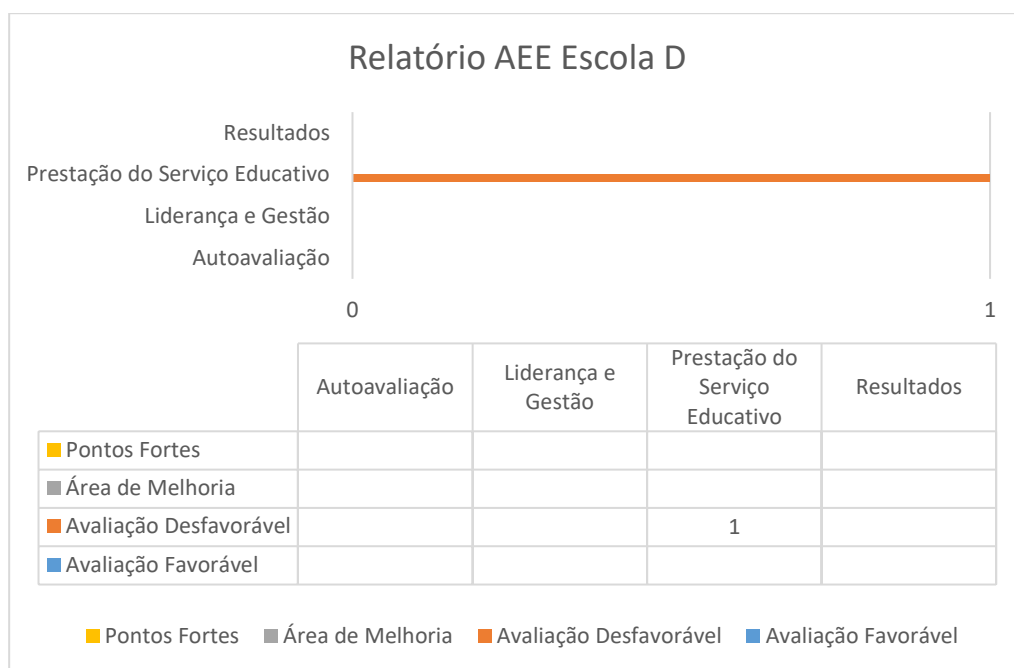 Relatório AEE Escola D
Resultados
Prestação do Serviço Educativo
Liderança e Gestão
Autoavaliação
0 1
Autoavaliação
Liderança e
Gestão
Prestação do
Serviço
Educativo
Resultados
Pontos Fortes
Área de Melhoria
Avaliação Desfavorável 1
Avaliação Favorável
Pontos Fortes Área de Melhoria Avaliação Desfavorável Avaliação Favorável